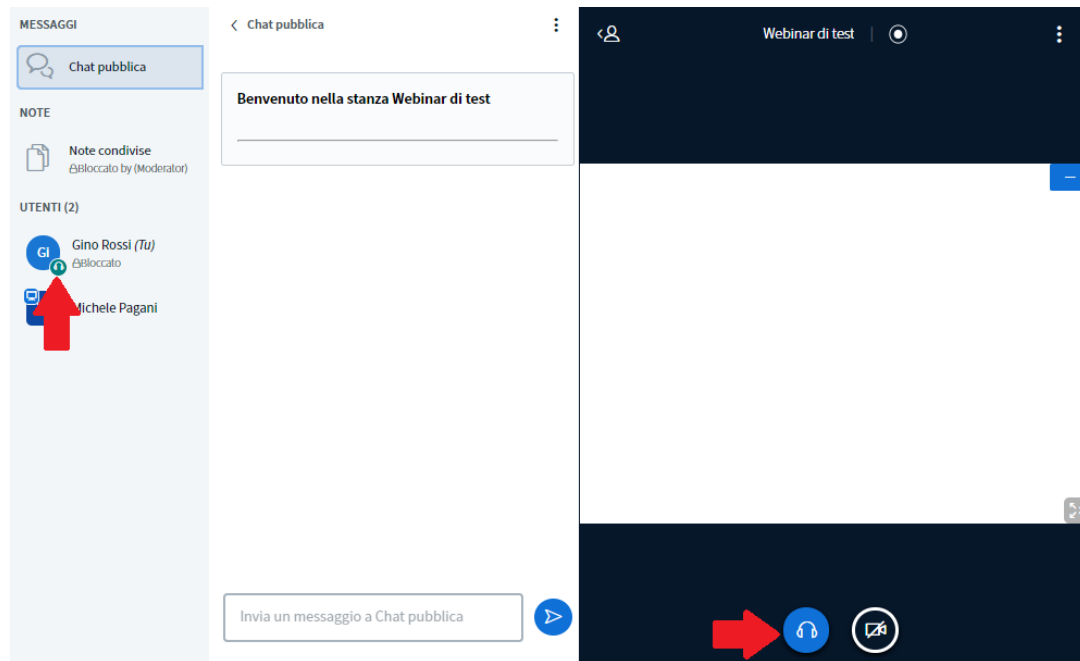 MESSAGGI
Chat pubblica
NOTE
Note condivise
Bloccato by (Moderator)
UTENTI (2)
GI
Gino Rossi (Tu)
Bloccato
Michele Pagani
Chat pubblica
Benvenuto nella stanza Webinar di test
Invia un messaggio a Chat pubblica
Webinar di test